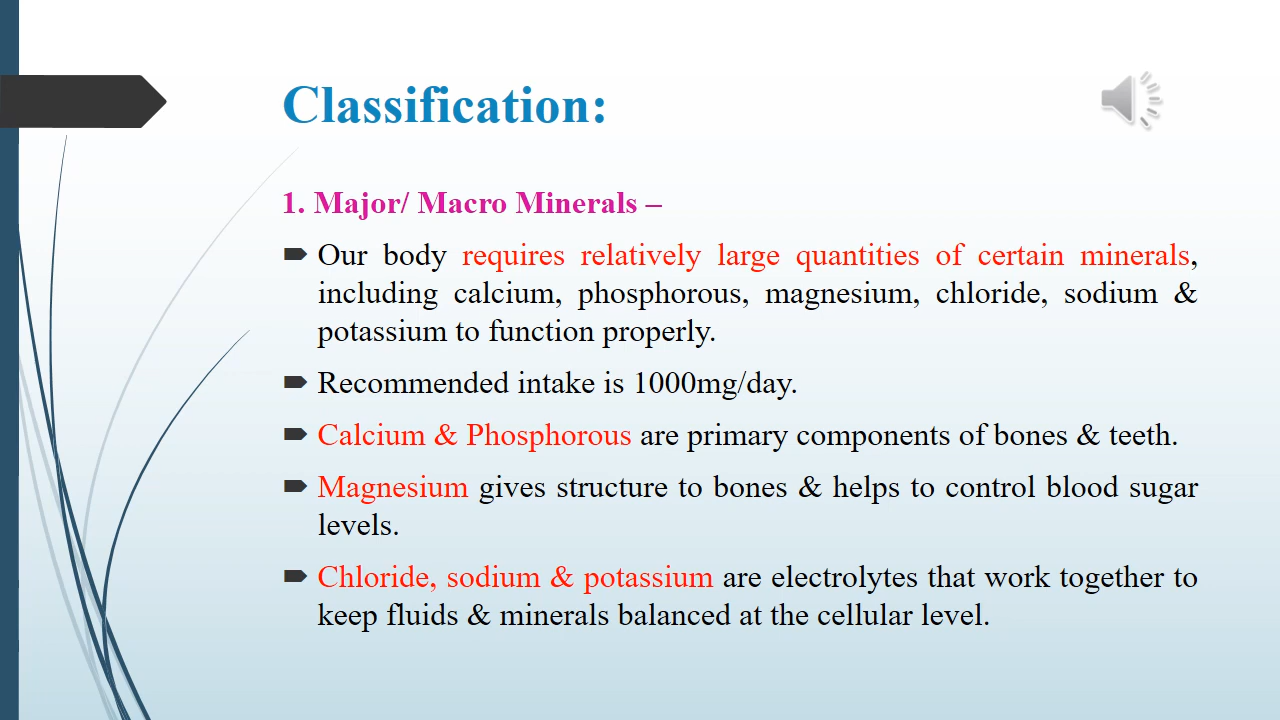 Classification:
1. Major/ Macro Minerals –
Our body requires relatively large quantities of certain minerals,
including calcium, phosphorous, magnesium, chloride, sodium &
potassium to function properly.
Recommended intake is 1000mg/day.
Calcium & Phosphorous are primary components of bones & teeth.
Magnesium gives structure to bones & helps to control blood sugar
levels.
Chloride, sodium & potassium are electrolytes that work together to
keep fluids & minerals balanced at the cellular level.